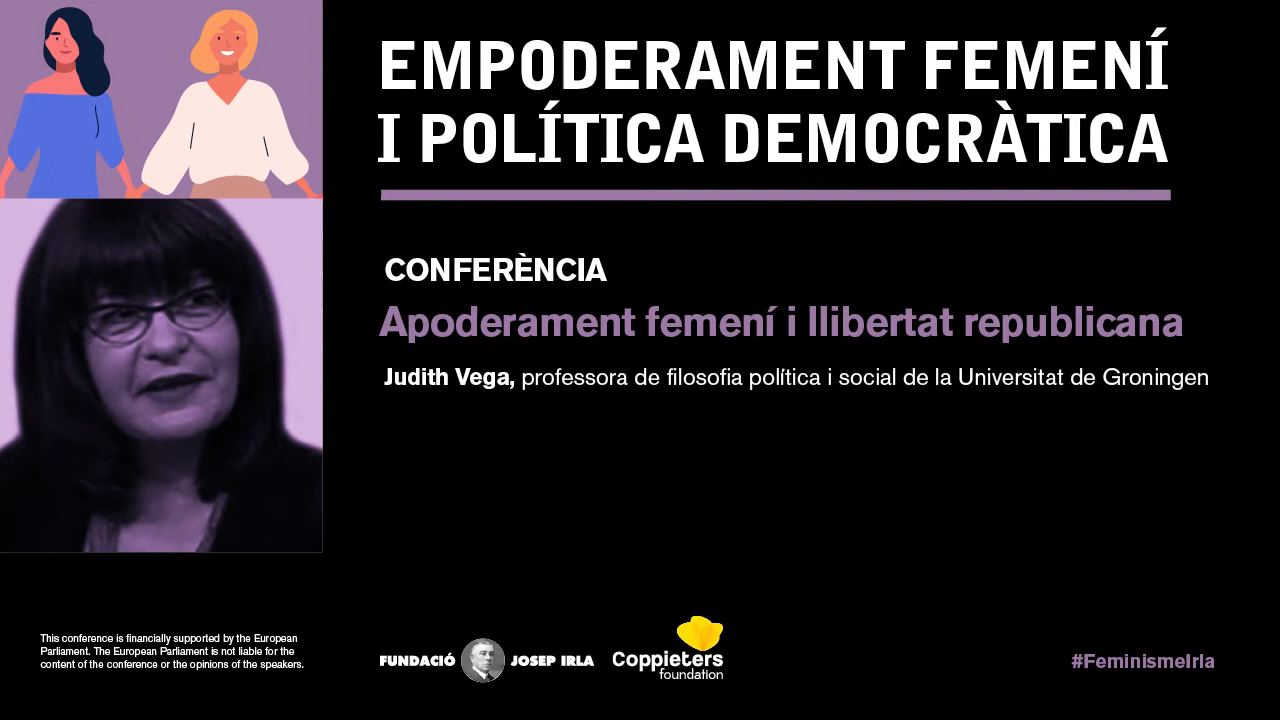 EMPODERAMENT FEMENÍ
I POLÍTICA DEMOCRÀTICA
CONFERÈNCIA
Apoderament femení i llibertat republicana
Judith Vega, professora de filosofia política i social de la Universitat de Groningen
This conference is financially supported by the European
Parliament. The European Parliament is not liable for the
content of the conference or the opinions of the speakers.
FUNDACIÓ JOSEP IRLA
Coppieters
foundation
#FeminismeIrla